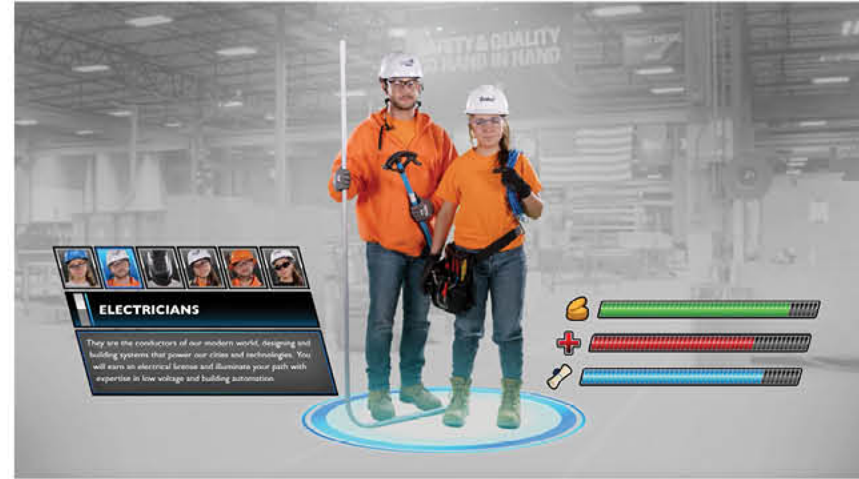 SAFETY & QUALITY
GO HAND IN HAND
ELECTRICIANS
They are the conductors of our modern world, designing and
building systems that power our cities and technologies. You
will earn an electrical license and illuminate your path with
expertise in low voltage and building automation.